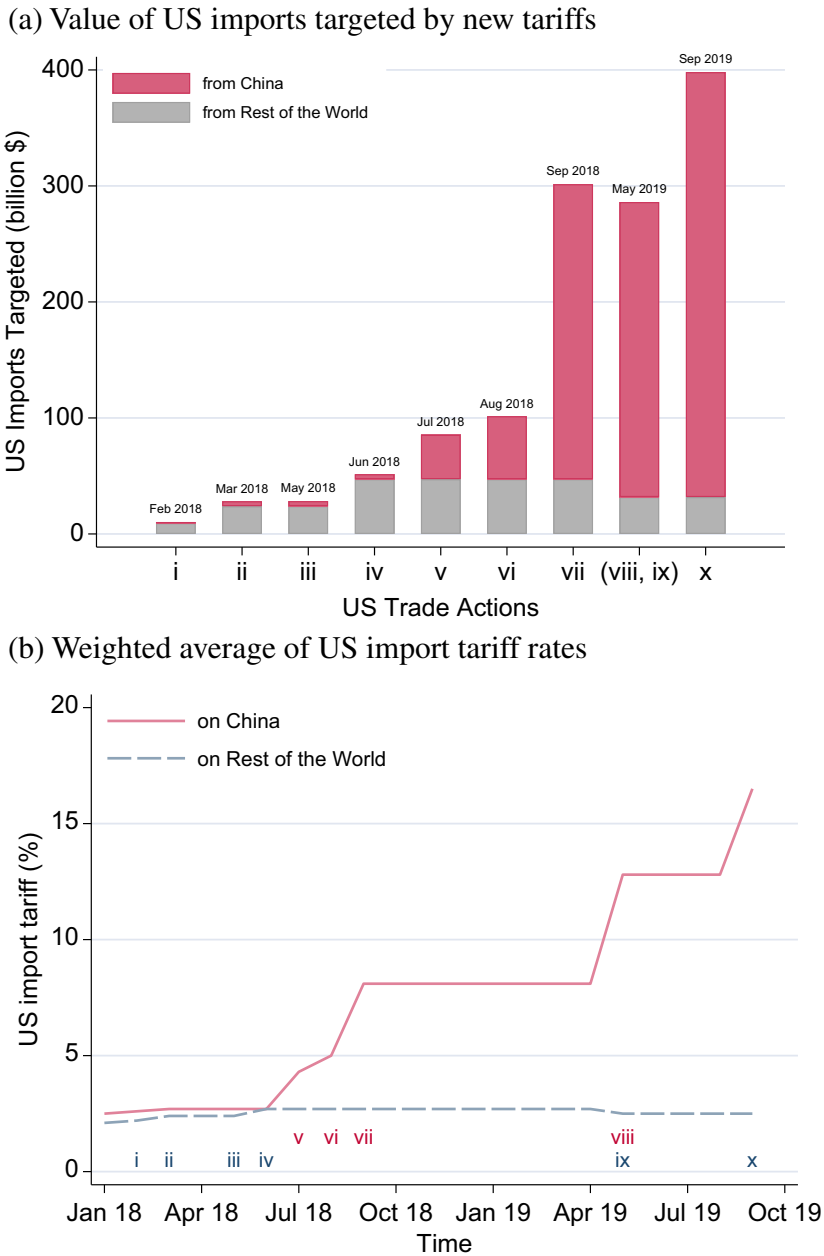 (a) Value of US imports targeted by new tariffs
US Imports Targeted (billion $)
400
300
200
100
0
from China
from Rest of the World
Feb 2018
Mar 2018
May 2018
Jun 2018
Jul 2018
Aug 2018
Sep 2018
May 2019
Sep 2019
i ii iii iv v vi vii (viii, ix) x
US Trade Actions
(b) Weighted average of US import tariff rates
US import tariff (%)
20
15
10
5
0
on China
on Rest of the World
v vi vii viii
i ii iii iv ix x
Jan 18 Apr 18 Jul 18 Oct 18 Jan 19 Apr 19 Jul 19 Oct 19
Time